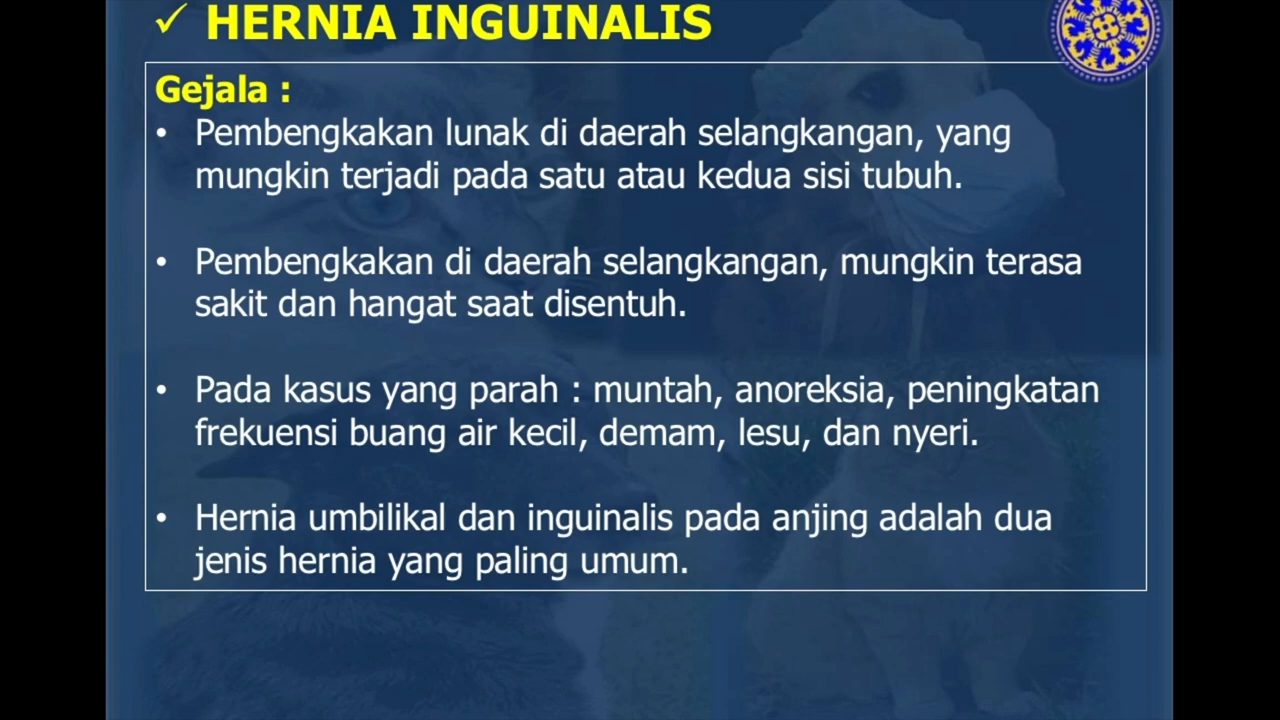 ✓ HERNIA INGUINALIS
Gejala :
• Pembengkakan lunak di daerah selangkangan, yang
mungkin terjadi pada satu atau kedua sisi tubuh.
• Pembengkakan di daerah selangkangan, mungkin terasa
sakit dan hangat saat disentuh.
• Pada kasus yang parah : muntah, anoreksia, peningkatan
frekuensi buang air kecil, demam, lesu, dan nyeri.
• Hernia umbilikal dan inguinalis pada anjing adalah dua
jenis hernia yang paling umum.